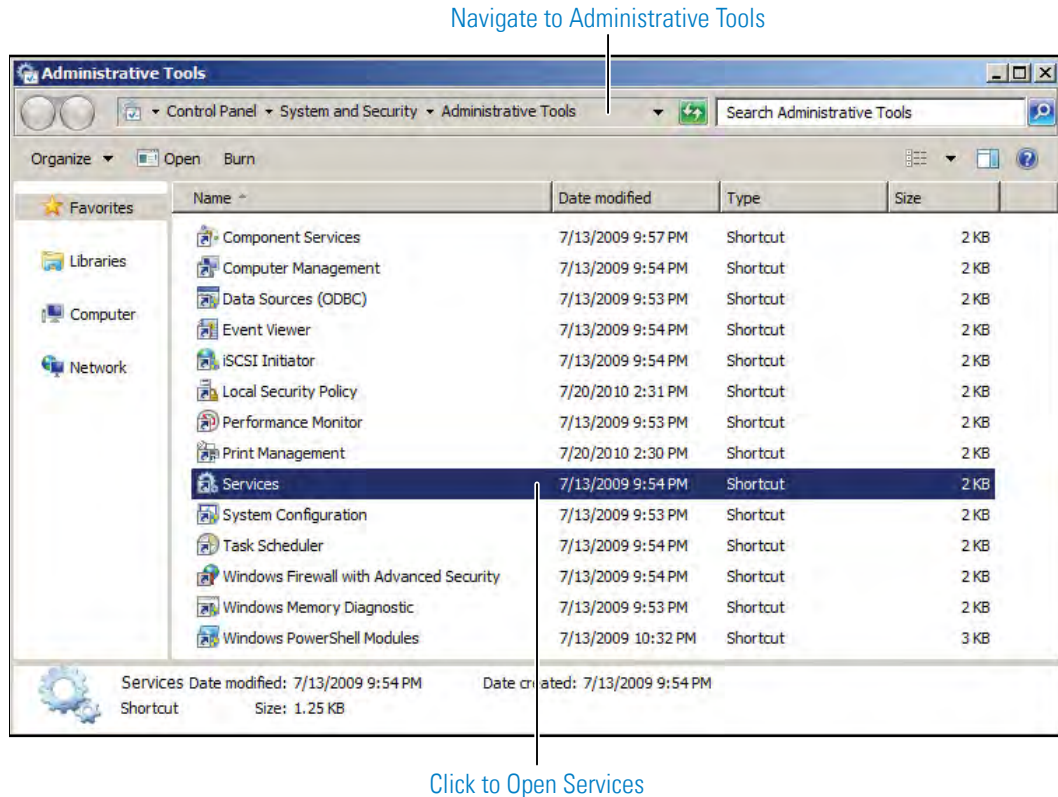 Navigate to Administrative Tools
Administrative Tools
Control Panel System and Security Administrative Tools Search Administrative Tools
Organize Open Burn
Name Date modified Type Size
Favorites
Libraries
Computer
Network
Component Services 7/13/2009 9:57 PM Shortcut 2 KB
Computer Management 7/13/2009 9:54 PM Shortcut 2 KB
Data Sources (ODBC) 7/13/2009 9:53 PM Shortcut 2 KB
Event Viewer 7/13/2009 9:54 PM Shortcut 2 KB
iSCSI Initiator 7/13/2009 9:54 PM Shortcut 2 KB
Local Security Policy 7/20/2010 2:31 PM Shortcut 2 KB
Performance Monitor 7/13/2009 9:53 PM Shortcut 2 KB
Print Management 7/20/2010 2:30 PM Shortcut 2 KB
Services 7/13/2009 9:54 PM Shortcut 2 KB
System Configuration 7/13/2009 9:53 PM Shortcut 2 KB
Task Scheduler 7/13/2009 9:54 PM Shortcut 2 KB
Windows Firewall with Advanced Security 7/13/2009 9:54 PM Shortcut 2 KB
Windows Memory Diagnostic 7/13/2009 9:53 PM Shortcut 2 KB
Windows PowerShell Modules 7/13/2009 10:32 PM Shortcut 3 KB
Services Date modified: 7/13/2009 9:54 PM Date created: 7/13/2009 9:54 PM
Shortcut Size: 1.25 KB
Click to Open Services